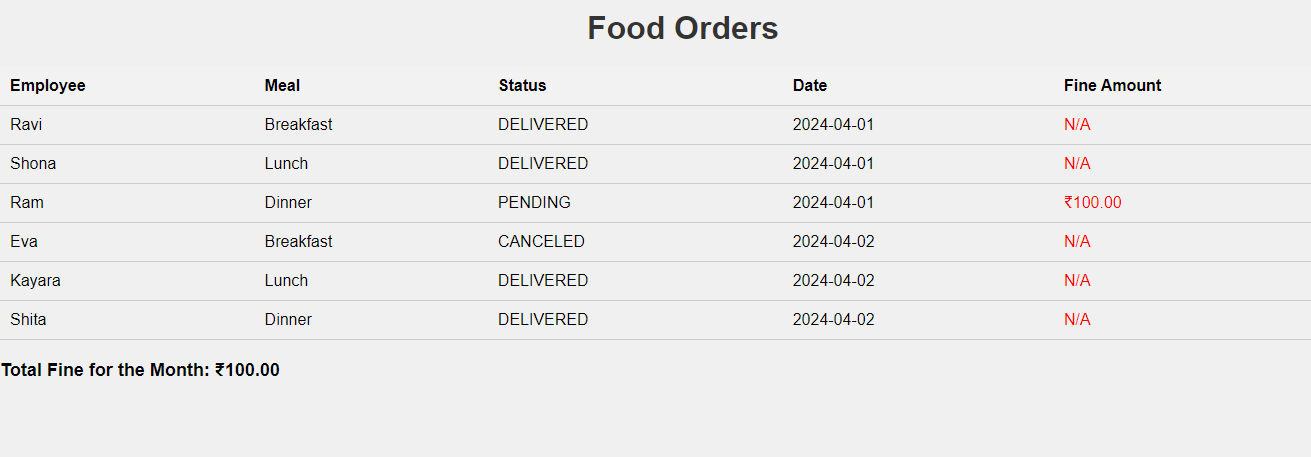 Food Orders
Employee Meal Status Date Fine Amount
Ravi Breakfast DELIVERED 2024-04-01 N/A
Shona Lunch DELIVERED 2024-04-01 N/A
Ram Dinner PENDING 2024-04-01 ₹100.00
Eva Breakfast CANCELED 2024-04-02 N/A
Kayara Lunch DELIVERED 2024-04-02 N/A
Shita Dinner DELIVERED 2024-04-02 N/A
Total Fine for the Month: ₹100.00